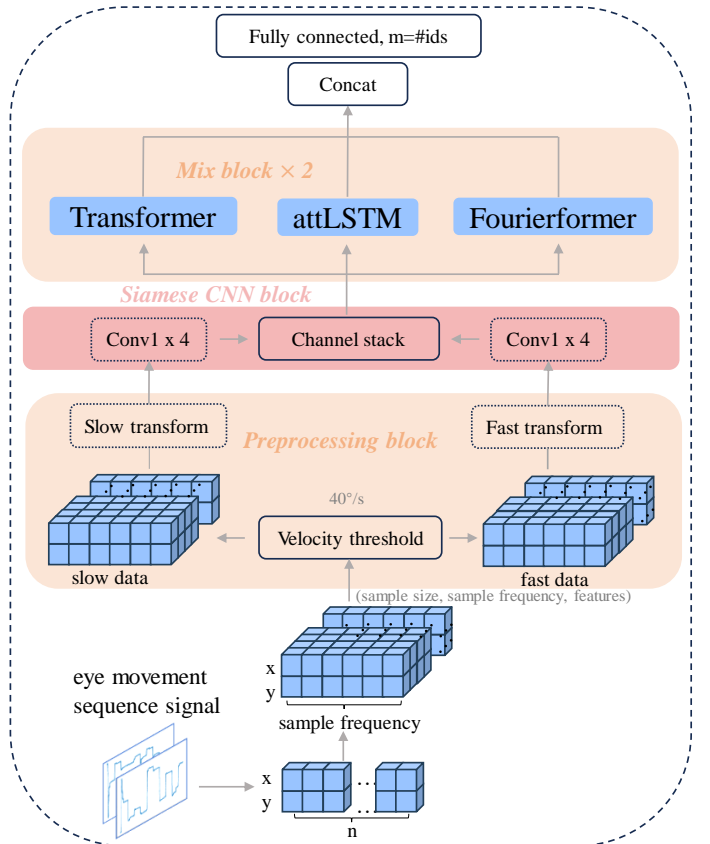 Fully connected, m=#ids
Concat
Mix block × 2
Transformer
attLSTM
Fourierformer
Siamese CNN block
Conv1 x 4
Channel stack
Conv1 x 4
Slow transform
Fast transform
Preprocessing block
40°/s
Velocity threshold
slow data
fast data
(sample size, sample frequency, features)
x
y
eye movement
sequence signal
sample frequency
x
y
...
...
n